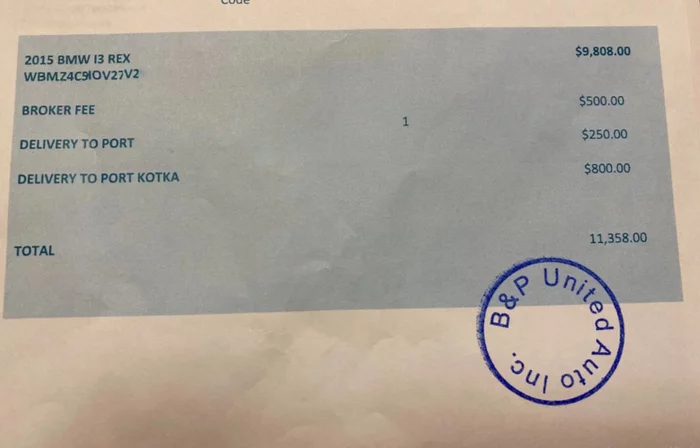 Code
2015 BMW I3 REX $9,808.00
BROKER FEE $500.00
1
DELIVERY TO PORT $250.00
DELIVERY TO PORT KOTKA $800.00
TOTAL 11,358.00
B&P United Auto Inc.